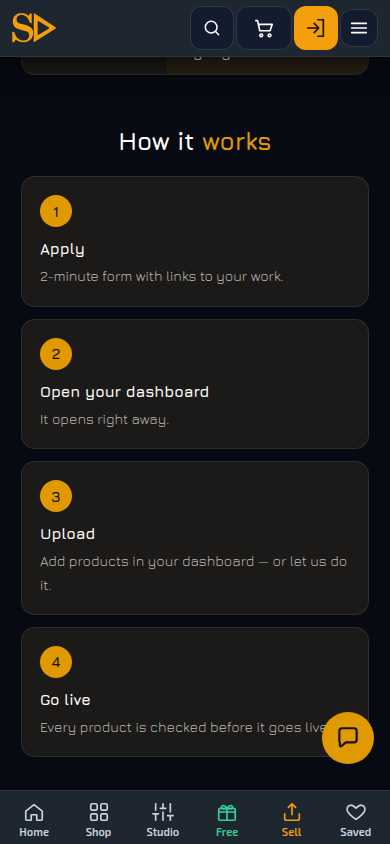 S
How it works
1
Apply
2-minute form with links to your work.
2
Open your dashboard
It opens right away.
3
Upload
Add products in your dashboard — or let us do
it.
4
Go live
Every product is checked before it goes live
Home
Shop
Studio
Free
Sell
Saved